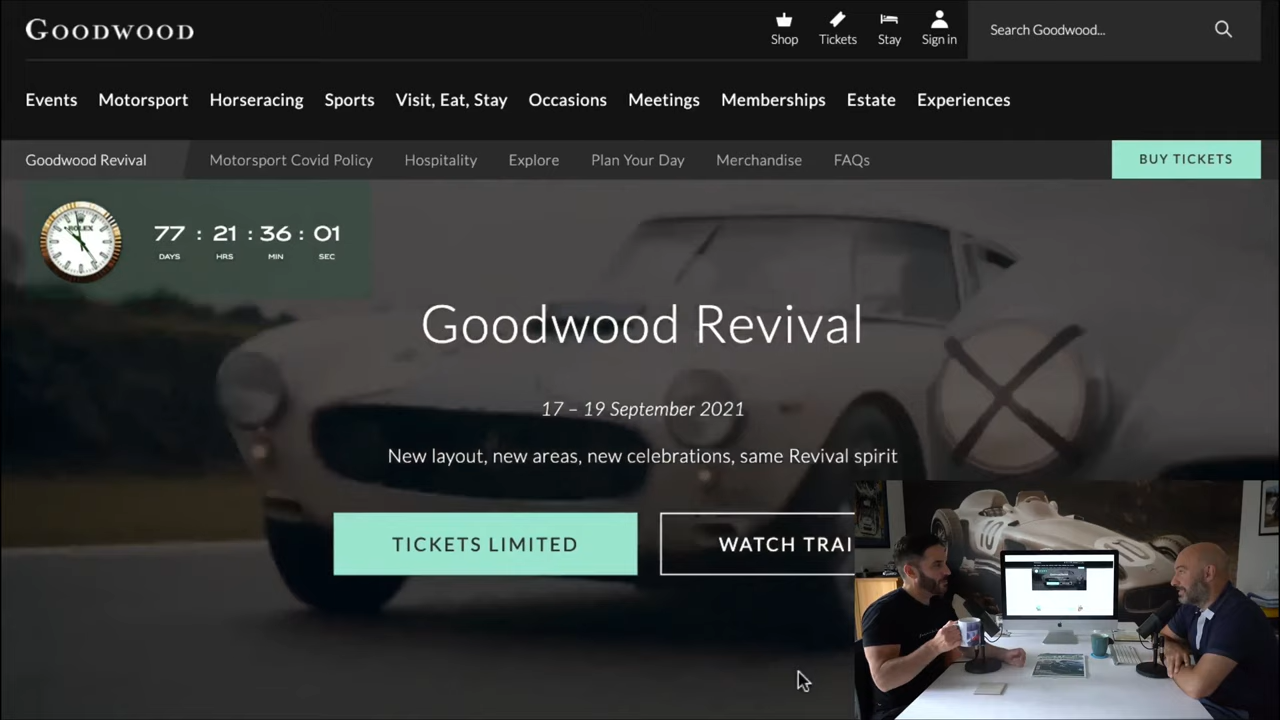 GOODWOOD
Shop
Tickets
Stay
Sign in
Search Goodwood...
Events
Motorsport
Horseracing
Sports
Visit, Eat, Stay
Occasions
Meetings
Memberships
Estate
Experiences
Goodwood Revival
Motorsport Covid Policy
Hospitality
Explore
Plan Your Day
Merchandise
FAQs
BUY TICKETS
ROLEX
77 : 21 : 36 : 01
DAYS HRS MIN SEC
Goodwood Revival
17 – 19 September 2021
New layout, new areas, new celebrations, same Revival spirit
TICKETS LIMITED
WATCH TRAI
10